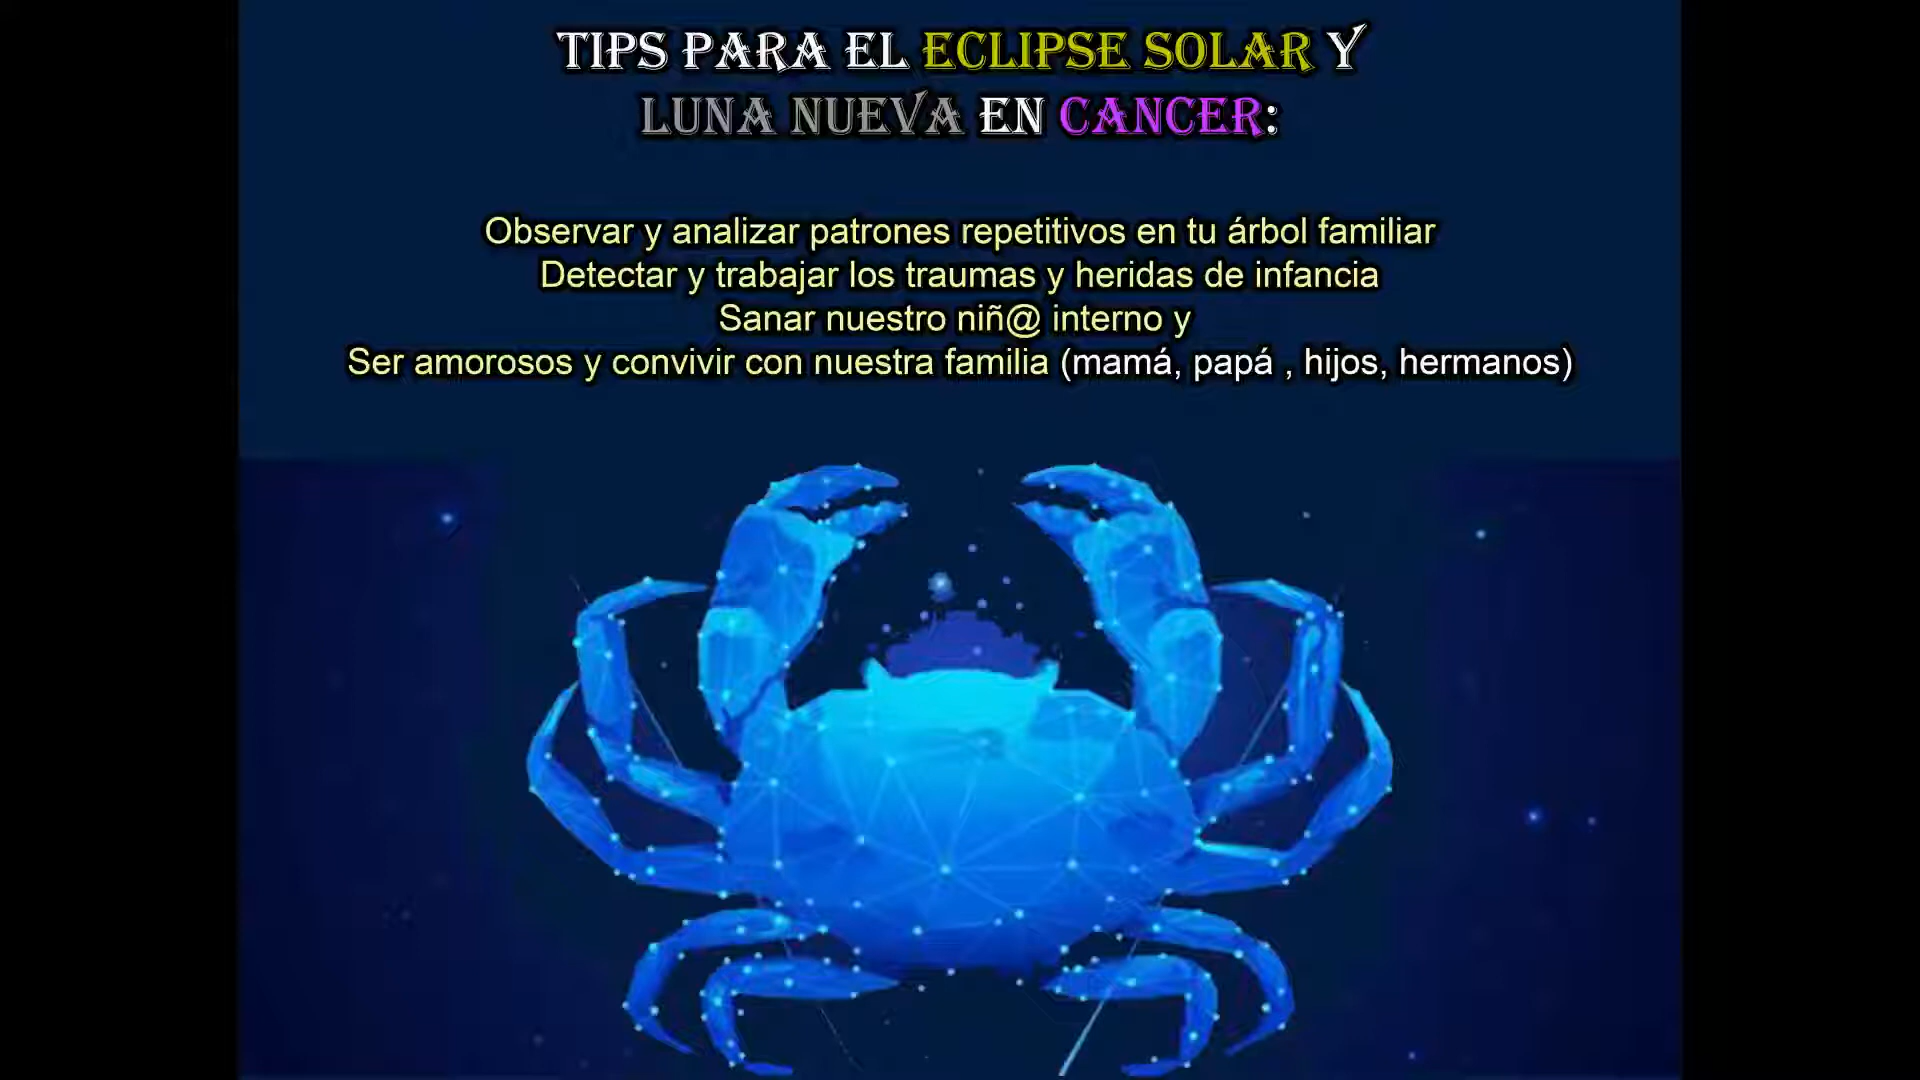 TIPS PARA EL ECLIPSE SOLAR Y
LUNA NUEVA EN CANCER:
Observar y analizar patrones repetitivos en tu árbol familiar
Detectar y trabajar los traumas y heridas de infancia
Sanar nuestro niñ@ interno y
Ser amorosos y convivir con nuestra familia (mamá, papá , hijos, hermanos)